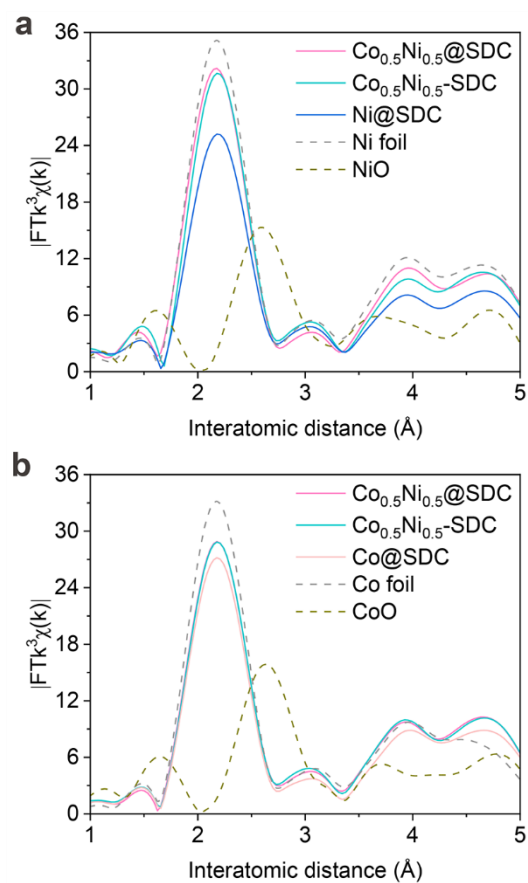 a
36
30
24
18
12
6
0
|FTk³χ(k)|
Co₀.₅Ni₀.₅@SDC
Co₀.₅Ni₀.₅-SDC
Ni@SDC
Ni foil
NiO
1 2 3 4 5
Interatomic distance (Å)
b
36
30
24
18
12
6
0
|FTk³χ(k)|
Co₀.₅Ni₀.₅@SDC
Co₀.₅Ni₀.₅-SDC
Co@SDC
Co foil
CoO
1 2 3 4 5
Interatomic distance (Å)